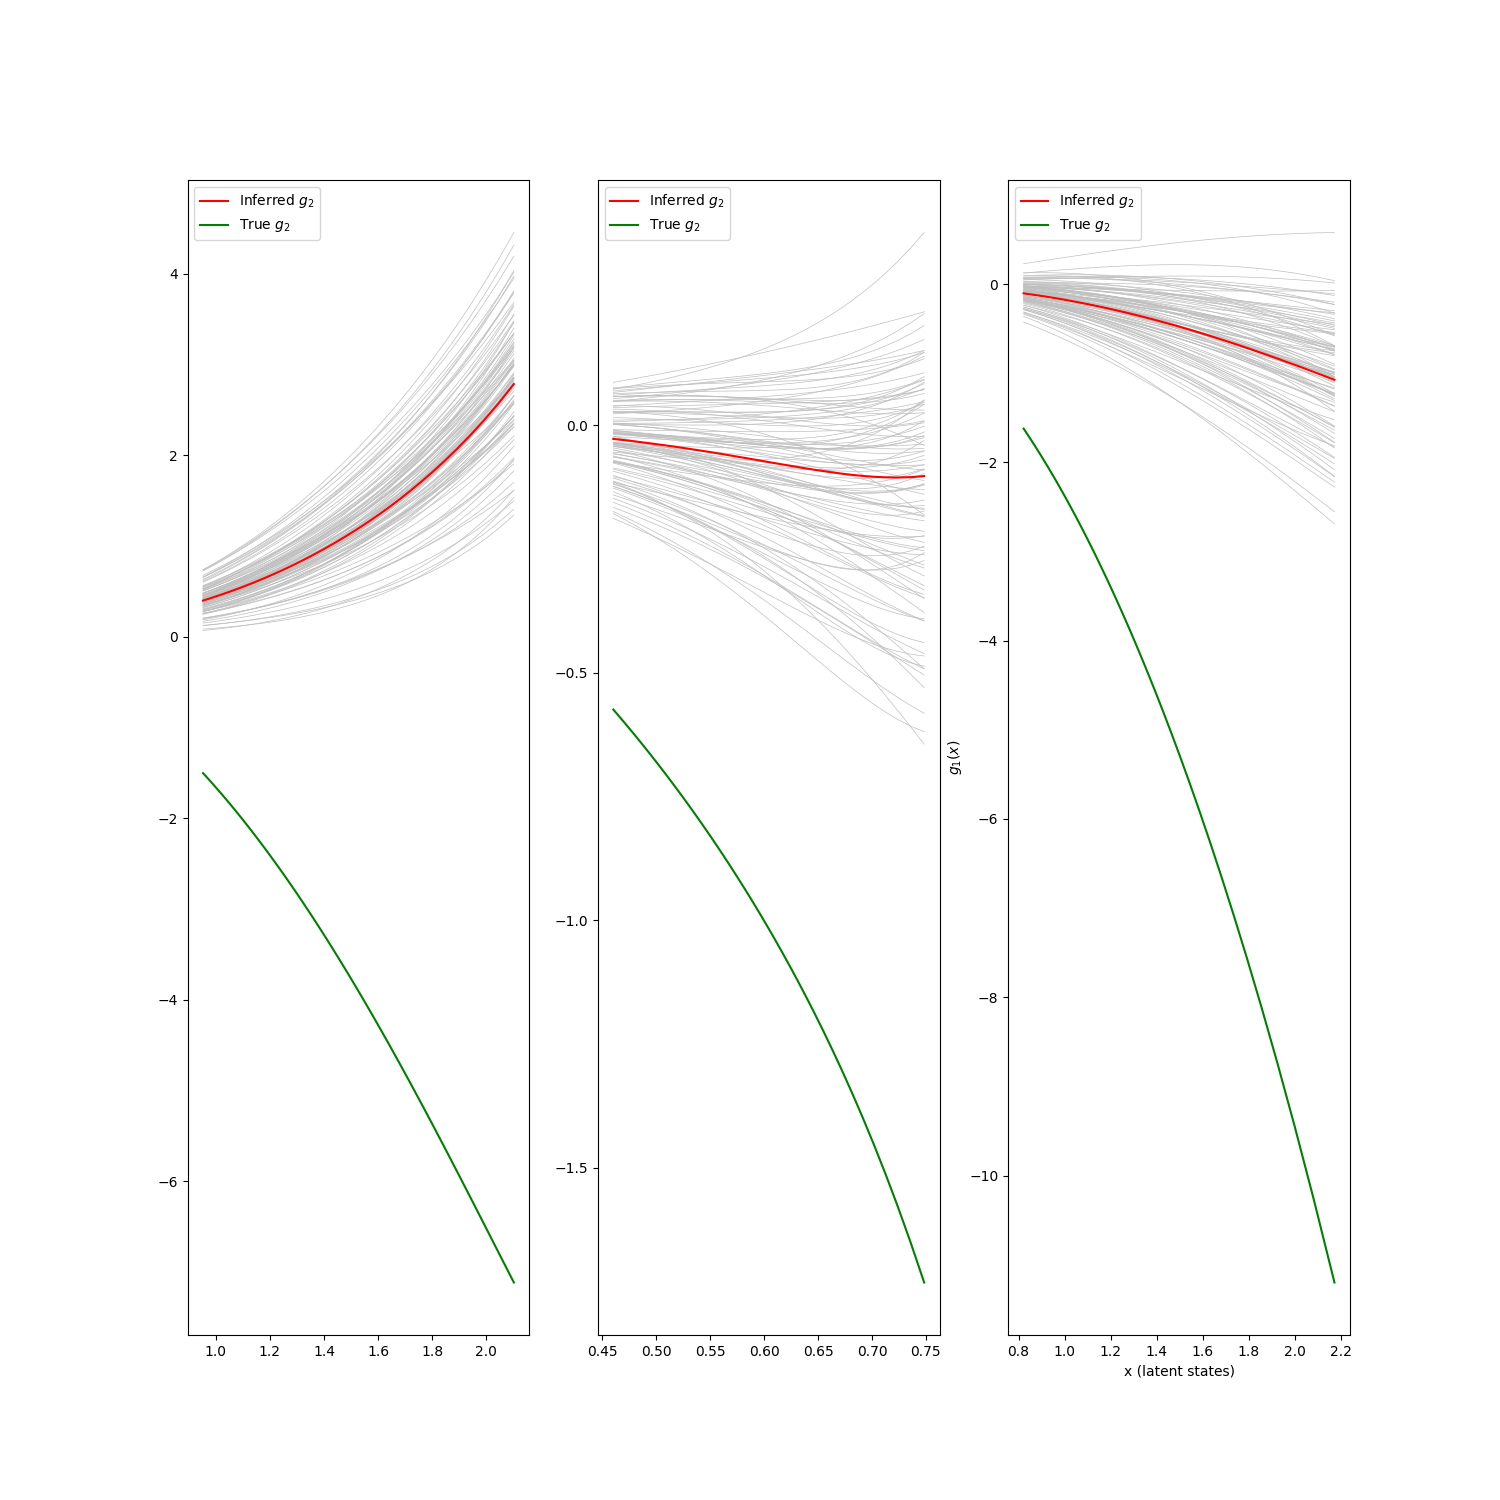 Inferred g₂
True g₂
4
2
0
−2
−4
−6
1.0 1.2 1.4 1.6 1.8 2.0
Inferred g₂
True g₂
0.0
−0.5
−1.0
−1.5
0.45 0.50 0.55 0.60 0.65 0.70 0.75
Inferred g₂
True g₂
g₁(x)
0
−2
−4
−6
−8
−10
0.8 1.0 1.2 1.4 1.6 1.8 2.0 2.2
x (latent states)